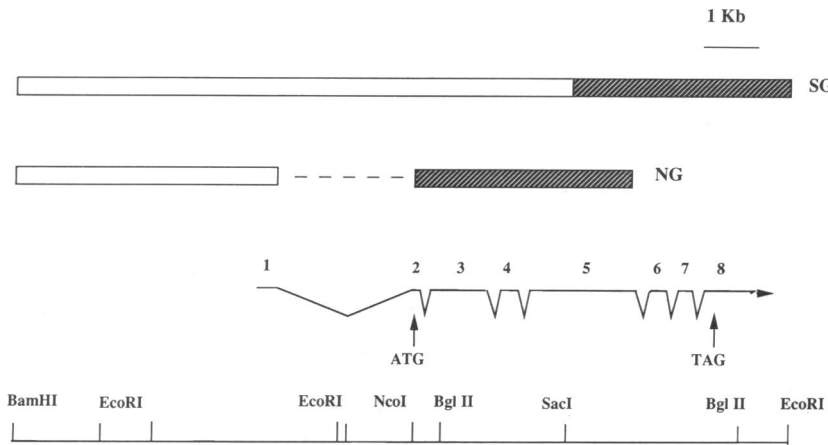 1 Kb
SG
NG
1 2 3 4 5 6 7 8
ATG TAG
BamHI EcoRI EcoRI NcoI Bgl II SacI Bgl II EcoRI